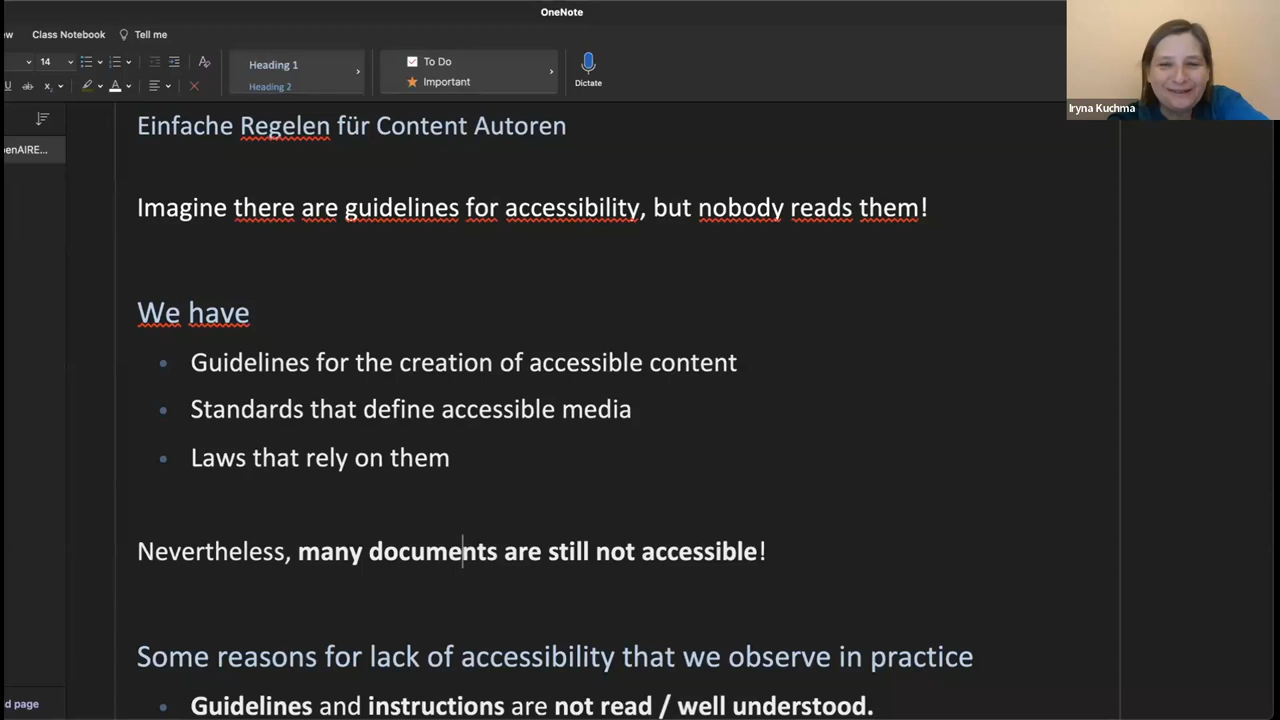 OneNote
Class Notebook
Tell me
14
Heading 1
To Do
Heading 2
Important
Dictate
Iryna Kuchma
Einfache Regelen für Content Autoren
enAIRE...
Imagine there are guidelines for accessibility, but nobody reads them!
We have
• Guidelines for the creation of accessible content
• Standards that define accessible media
• Laws that rely on them
Nevertheless, many documents are still not accessible!
Some reasons for lack of accessibility that we observe in practice
d page
• Guidelines and instructions are not read / well understood.